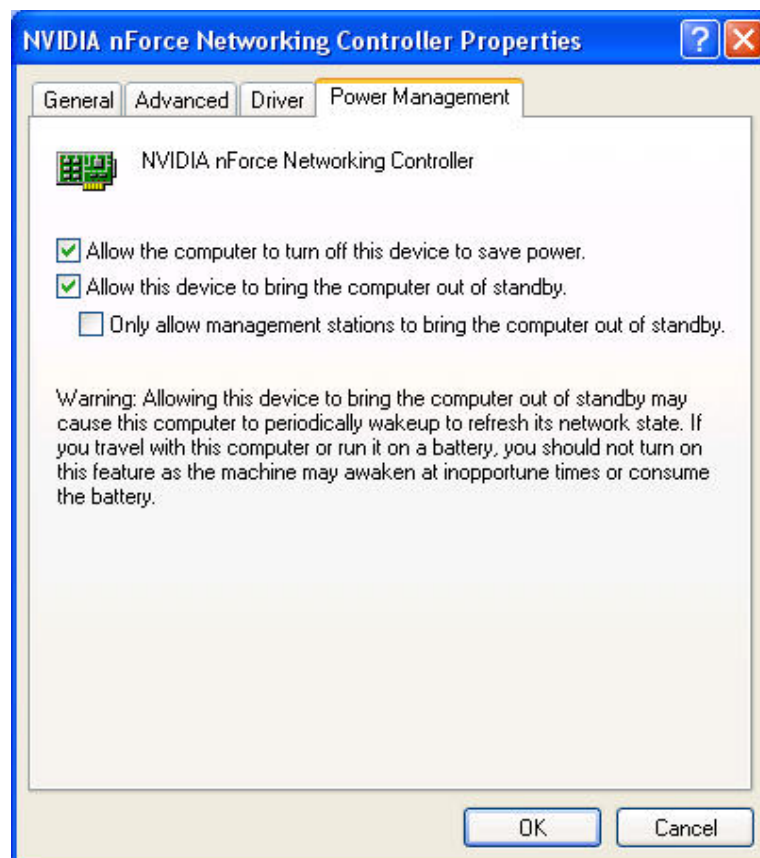 NVIDIA nForce Networking Controller Properties
General Advanced Driver Power Management
NVIDIA nForce Networking Controller
Allow the computer to turn off this device to save power.
Allow this device to bring the computer out of standby.
Only allow management stations to bring the computer out of standby.
Warning: Allowing this device to bring the computer out of standby may
cause this computer to periodically wakeup to refresh its network state. If
you travel with this computer or run it on a battery, you should not turn on
this feature as the machine may awaken at inopportune times or consume
the battery.
OK Cancel